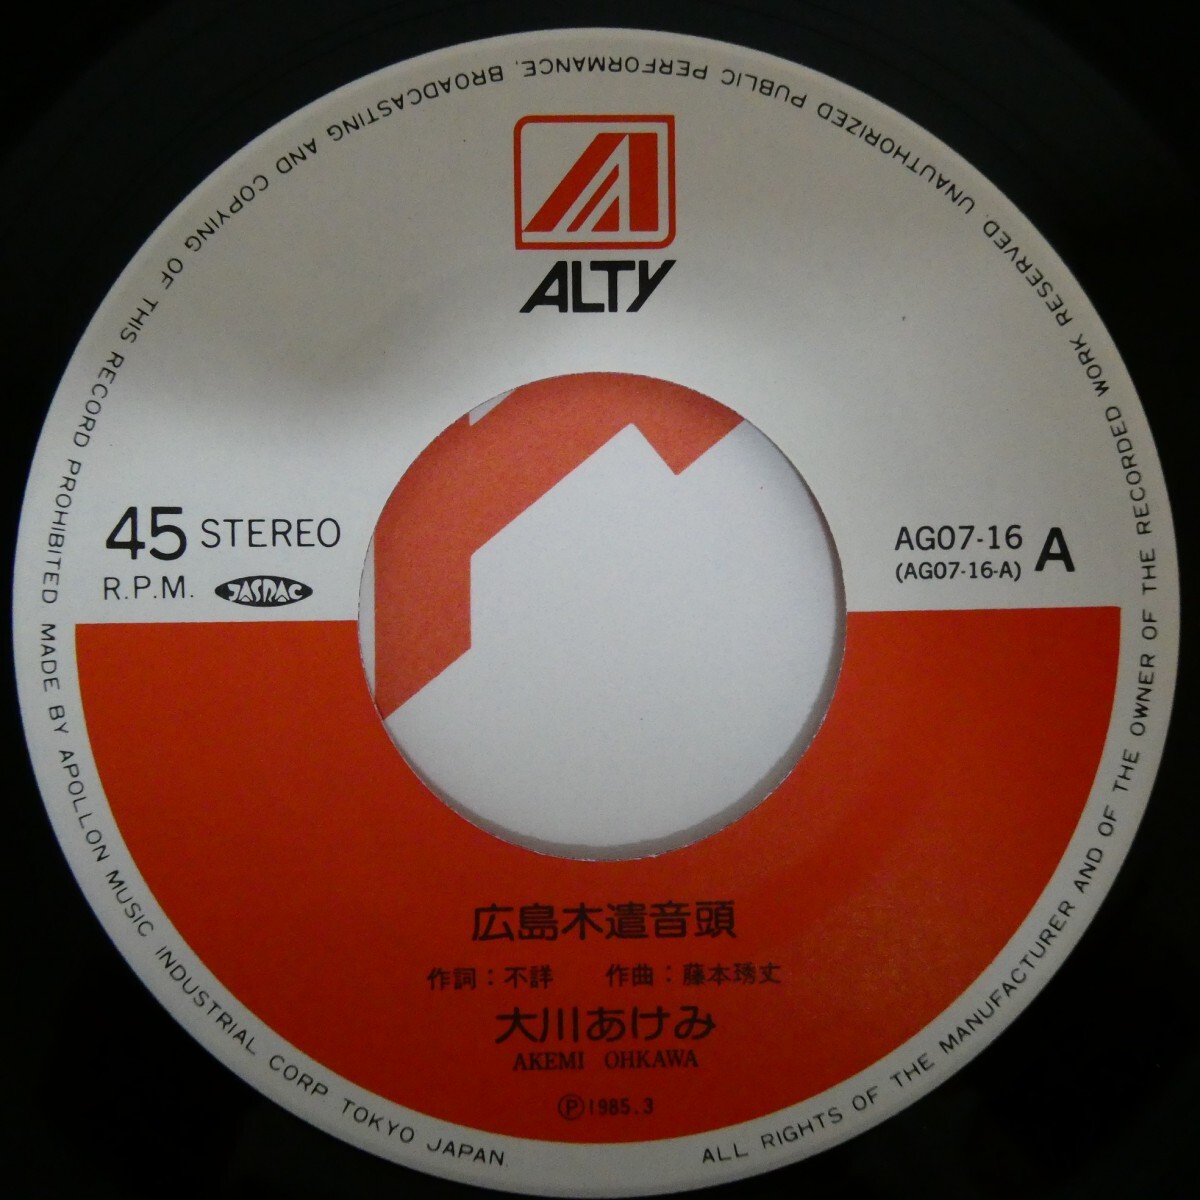 ALTY
45 STEREO
R.P.M. JASRAC
AG07-16 A
(AG07-16-A)
広島木遣音頭
作詞：不詳　作曲：藤本琇丈
大川あけみ
AKEMI OHKAWA
Ⓟ1985.3
ALL RIGHTS OF THE MANUFACTURER AND OF THE OWNER OF THE RECORDED WORK RESERVED. UNAUTHORIZED PUBLIC PERFORMANCE, BROADCASTING AND COPYING OF THIS RECORD PROHIBITED MADE BY APOLLON MUSIC INDUSTRIAL CORP TOKYO JAPAN